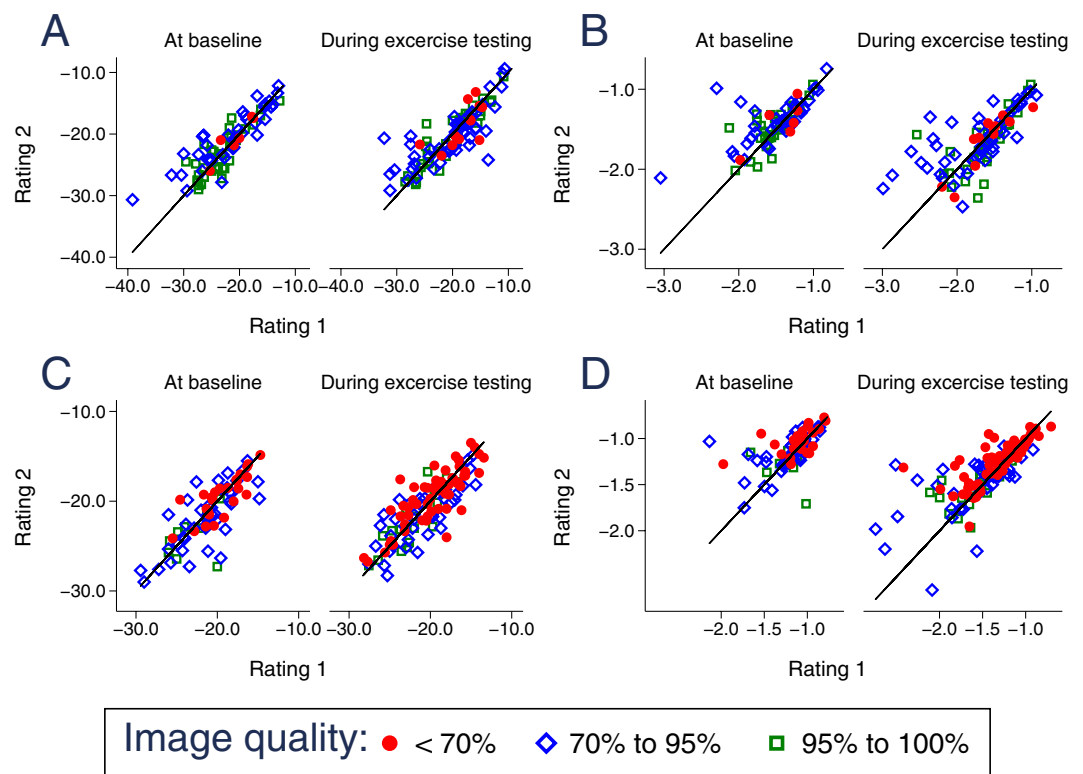 A
At baseline
During excercise testing
−10.0
−20.0
−30.0
−40.0
Rating 2
−40.0 −30.0 −20.0 −10.0 −40.0 −30.0 −20.0 −10.0
Rating 1
B
At baseline
During excercise testing
−1.0
−2.0
−3.0
Rating 2
−3.0 −2.0 −1.0 −3.0 −2.0 −1.0
Rating 1
C
At baseline
During excercise testing
−10.0
−20.0
−30.0
Rating 2
−30.0 −20.0 −10.0 −30.0 −20.0 −10.0
Rating 1
D
At baseline
During excercise testing
−1.0
−1.5
−2.0
Rating 2
−2.0 −1.5 −1.0 −2.0 −1.5 −1.0
Rating 1
Image quality: < 70% 70% to 95% 95% to 100%